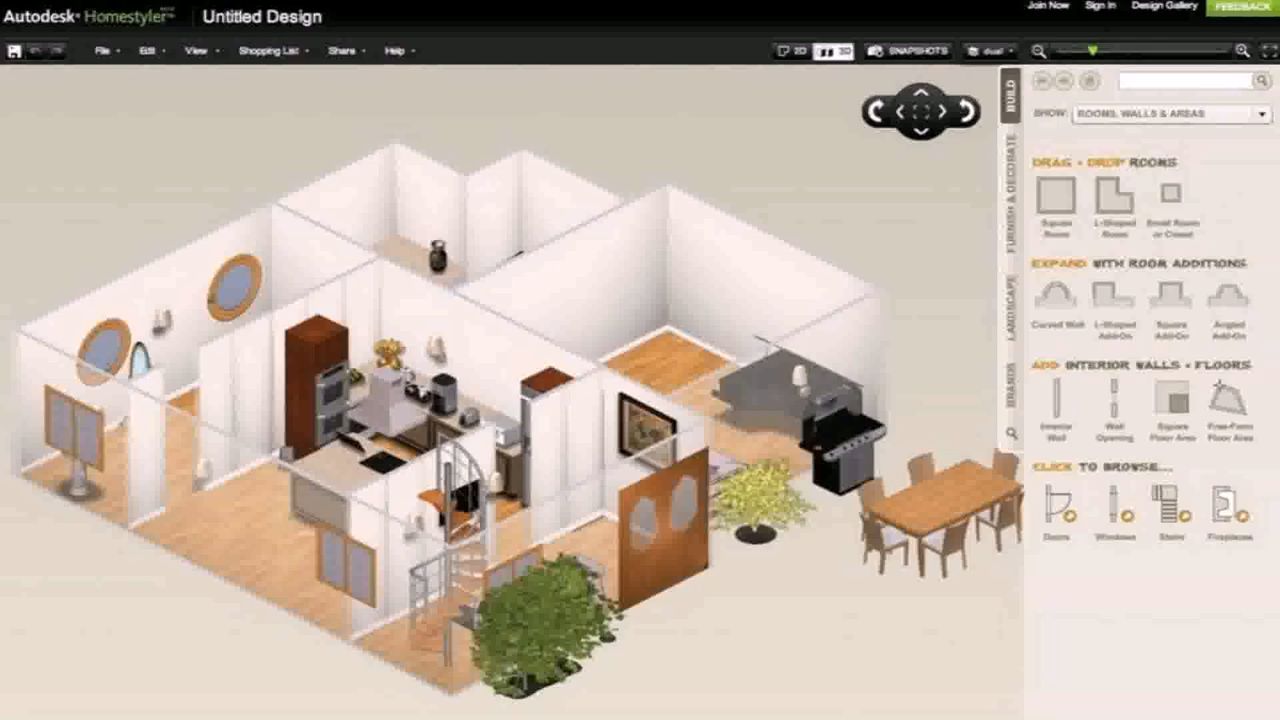 Autodesk Homestyler | Untitled Design
Join Now Sign In Design Gallery FEEDBACK
File Edit View Shopping List Share Help
2D 3D SNAPSHOTS dual
BUILD
FURNISH & DECORATE
LANDSCAPE
BRANDS
SHOW: ROOMS, WALLS & AREAS
DRAG + DROP ROOMS
Square Room
L-Shaped Room
Small Room or Closet
EXPAND WITH ROOM ADDITIONS
Curved Wall
L-Shaped Add-On
Square Add-On
Angled Add-On
ADD INTERIOR WALLS + FLOORS
Interior Wall
Wall Opening
Square Floor Area
Free-Form Floor Area
CLICK TO BROWSE...
Doors Windows Stairs Fireplaces